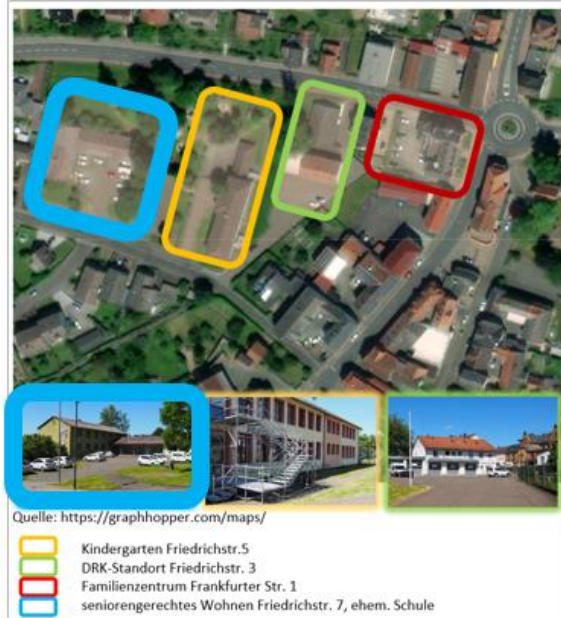 Quelle: https://graphhopper.com/maps/
Kindergarten Friedrichstr.5
DRK-Standort Friedrichstr. 3
Familienzentrum Frankfurter Str. 1
seniorengerechtes Wohnen Friedrichstr. 7, ehem. Schule